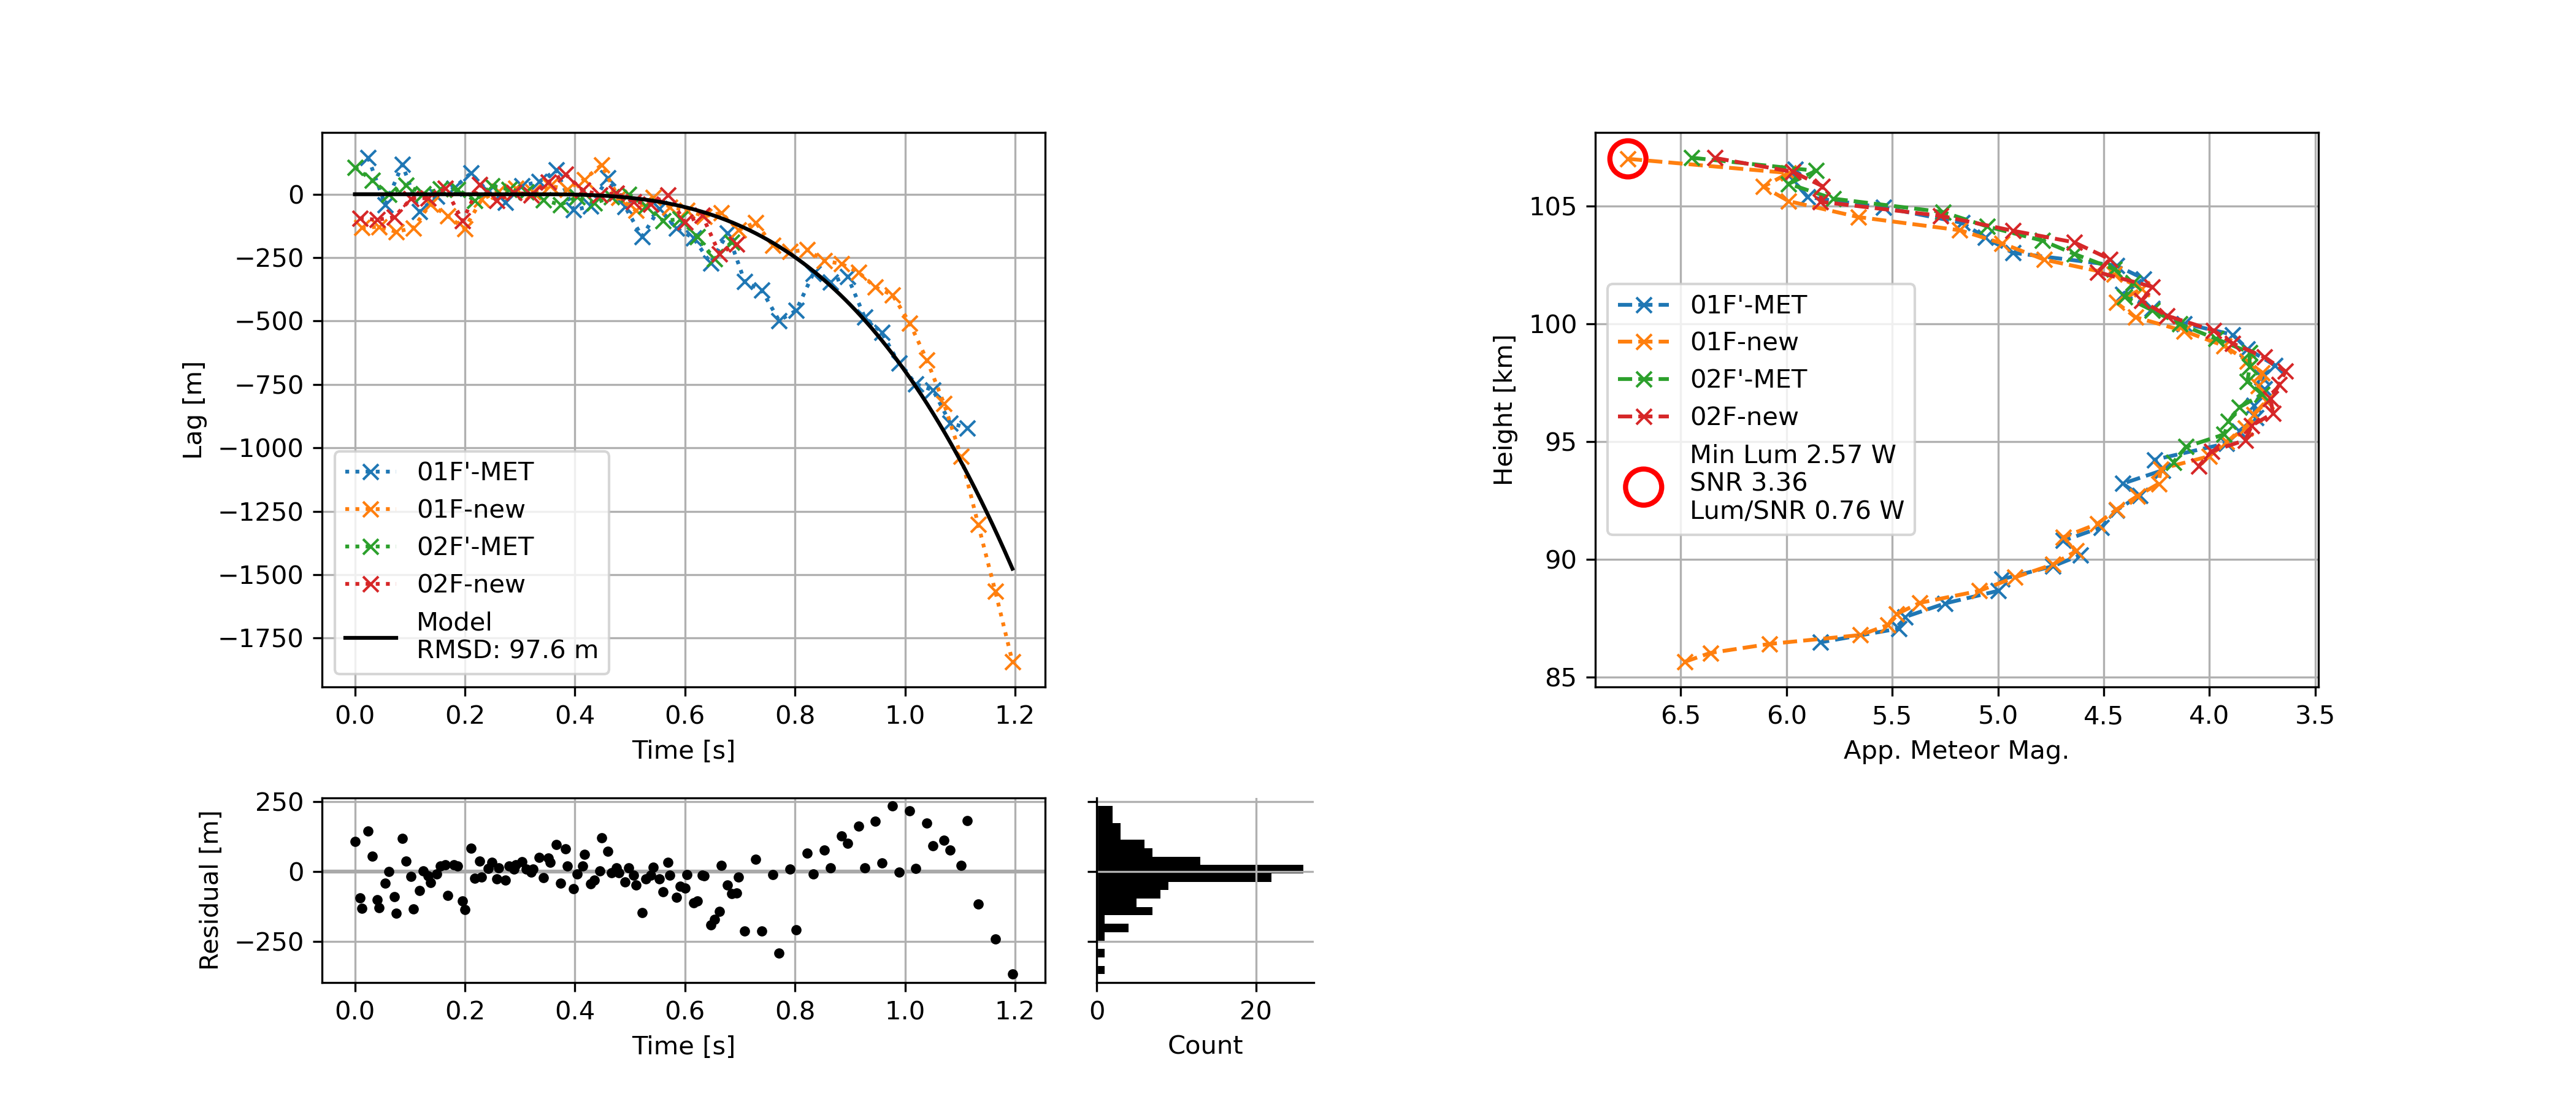 0
−250
−500
−750
−1000
−1250
−1500
−1750
Lag [m]
01F'-MET
01F-new
02F'-MET
02F-new
Model
RMSD: 97.6 m
0.0 0.2 0.4 0.6 0.8 1.0 1.2
Time [s]
105
100
95
90
85
Height [km]
01F'-MET
01F-new
02F'-MET
02F-new
Min Lum 2.57 W
SNR 3.36
Lum/SNR 0.76 W
6.5 6.0 5.5 5.0 4.5 4.0 3.5
App. Meteor Mag.
250
0
−250
Residual [m]
0.0 0.2 0.4 0.6 0.8 1.0 1.2
Time [s]
0 20
Count